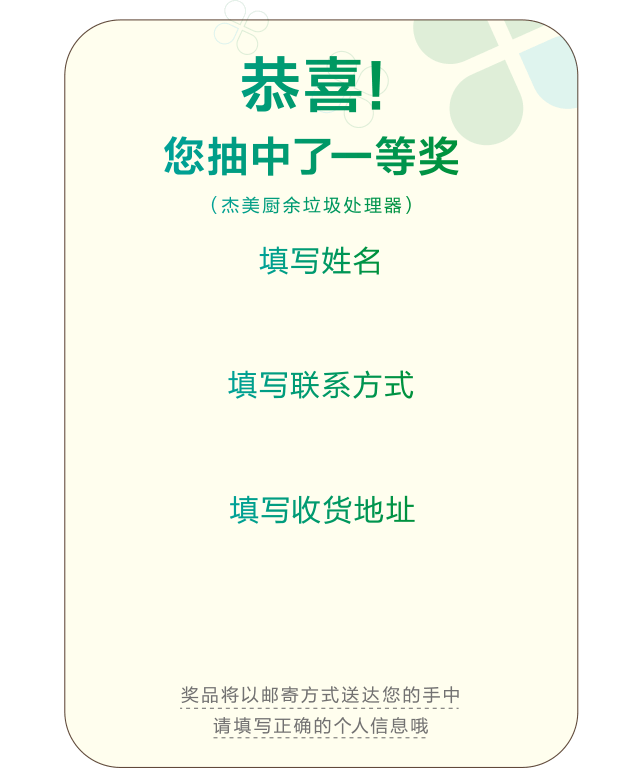 恭喜!
您抽中了一等奖
（杰美厨余垃圾处理器）
填写姓名
填写联系方式
填写收货地址
奖品将以邮寄方式送达您的手中
请填写正确的个人信息哦